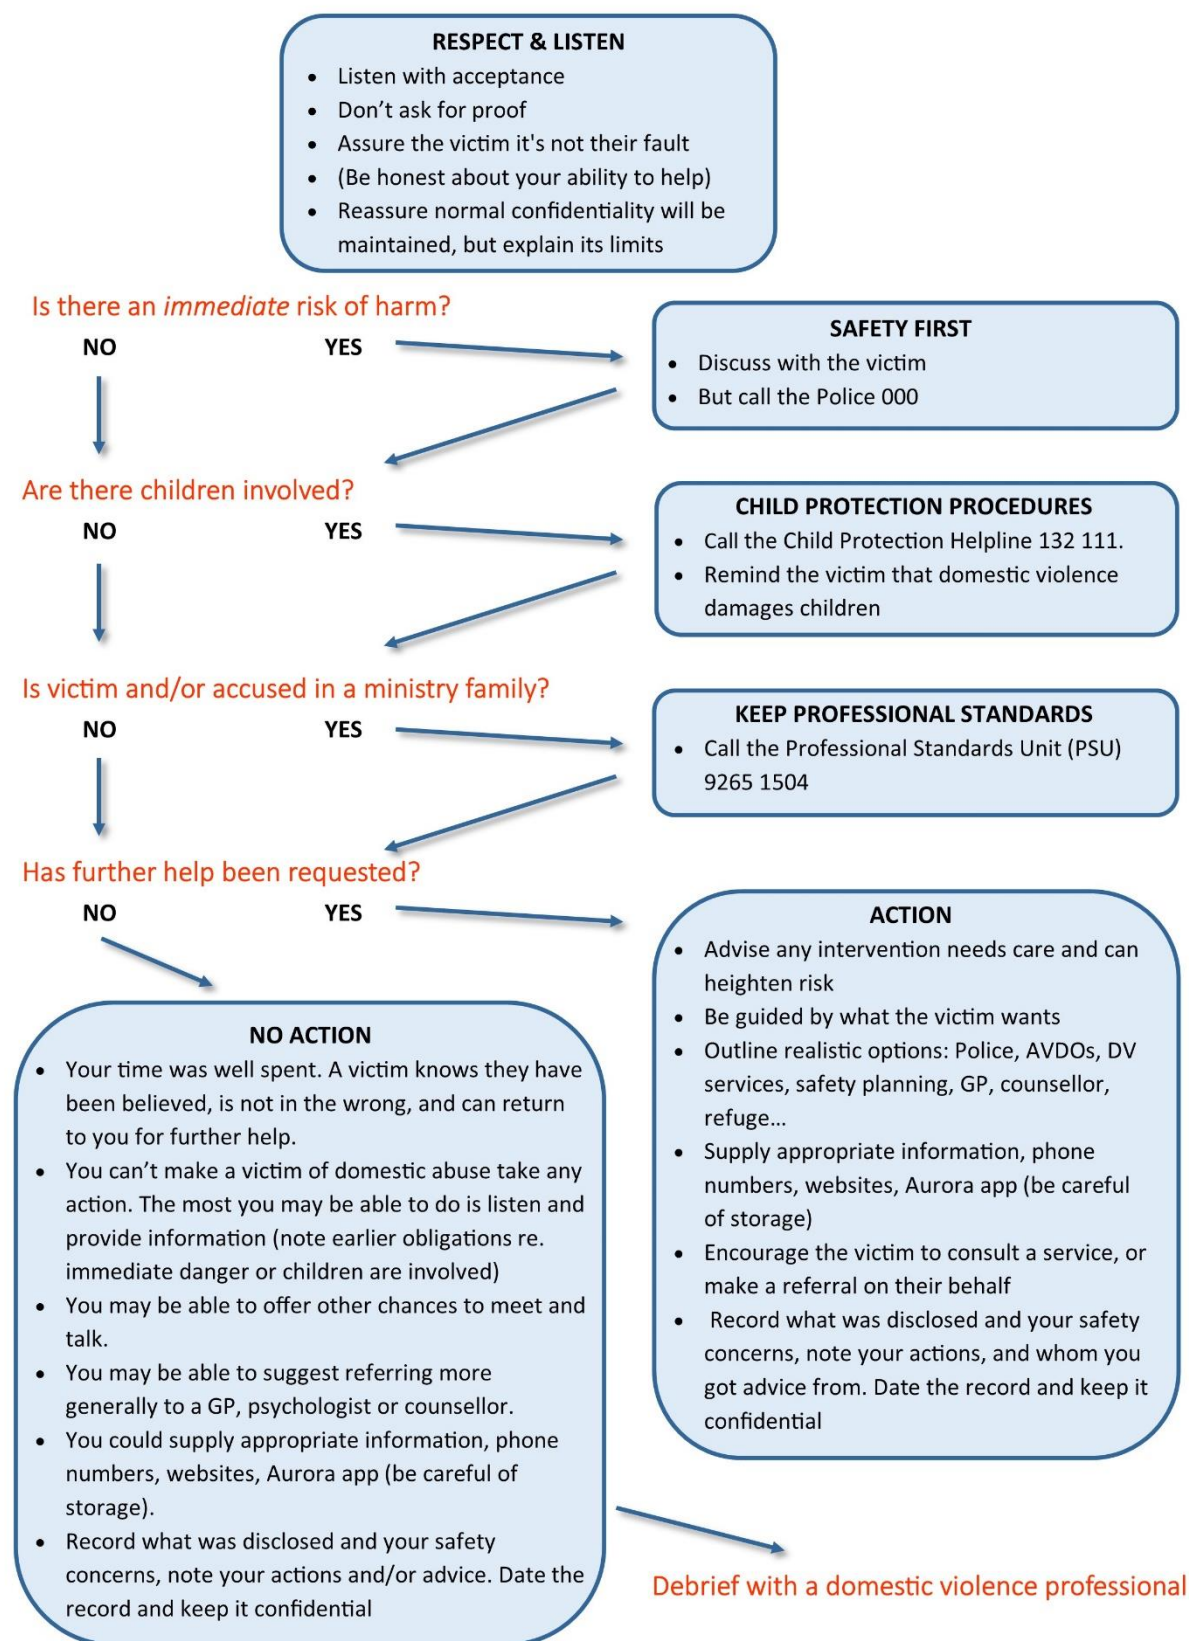 RESPECT & LISTEN
• Listen with acceptance
• Don’t ask for proof
• Assure the victim it's not their fault
• (Be honest about your ability to help)
• Reassure normal confidentiality will be
maintained, but explain its limits
Is there an immediate risk of harm?
NO YES
SAFETY FIRST
• Discuss with the victim
• But call the Police 000
Are there children involved?
NO YES
CHILD PROTECTION PROCEDURES
• Call the Child Protection Helpline 132 111.
• Remind the victim that domestic violence
damages children
Is victim and/or accused in a ministry family?
NO YES
KEEP PROFESSIONAL STANDARDS
• Call the Professional Standards Unit (PSU)
9265 1504
Has further help been requested?
NO YES
ACTION
• Advise any intervention needs care and can
heighten risk
• Be guided by what the victim wants
• Outline realistic options: Police, AVDOs, DV
services, safety planning, GP, counsellor,
refuge...
• Supply appropriate information, phone
numbers, websites, Aurora app (be careful
of storage)
• Encourage the victim to consult a service, or
make a referral on their behalf
• Record what was disclosed and your safety
concerns, note your actions, and whom you
got advice from. Date the record and keep it
confidential
NO ACTION
• Your time was well spent. A victim knows they have
been believed, is not in the wrong, and can return
to you for further help.
• You can’t make a victim of domestic abuse take any
action. The most you may be able to do is listen and
provide information (note earlier obligations re.
immediate danger or children are involved)
• You may be able to offer other chances to meet and
talk.
• You may be able to suggest referring more
generally to a GP, psychologist or counsellor.
• You could supply appropriate information, phone
numbers, websites, Aurora app (be careful of
storage).
• Record what was disclosed and your safety
concerns, note your actions and/or advice. Date the
record and keep it confidential
Debrief with a domestic violence professional